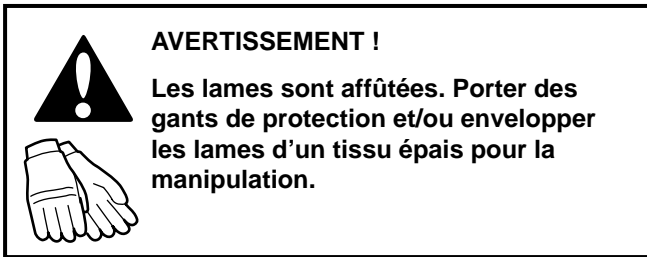 AVERTISSEMENT !
Les lames sont affûtées. Porter des
gants de protection et/ou envelopper
les lames d’un tissu épais pour la
manipulation.